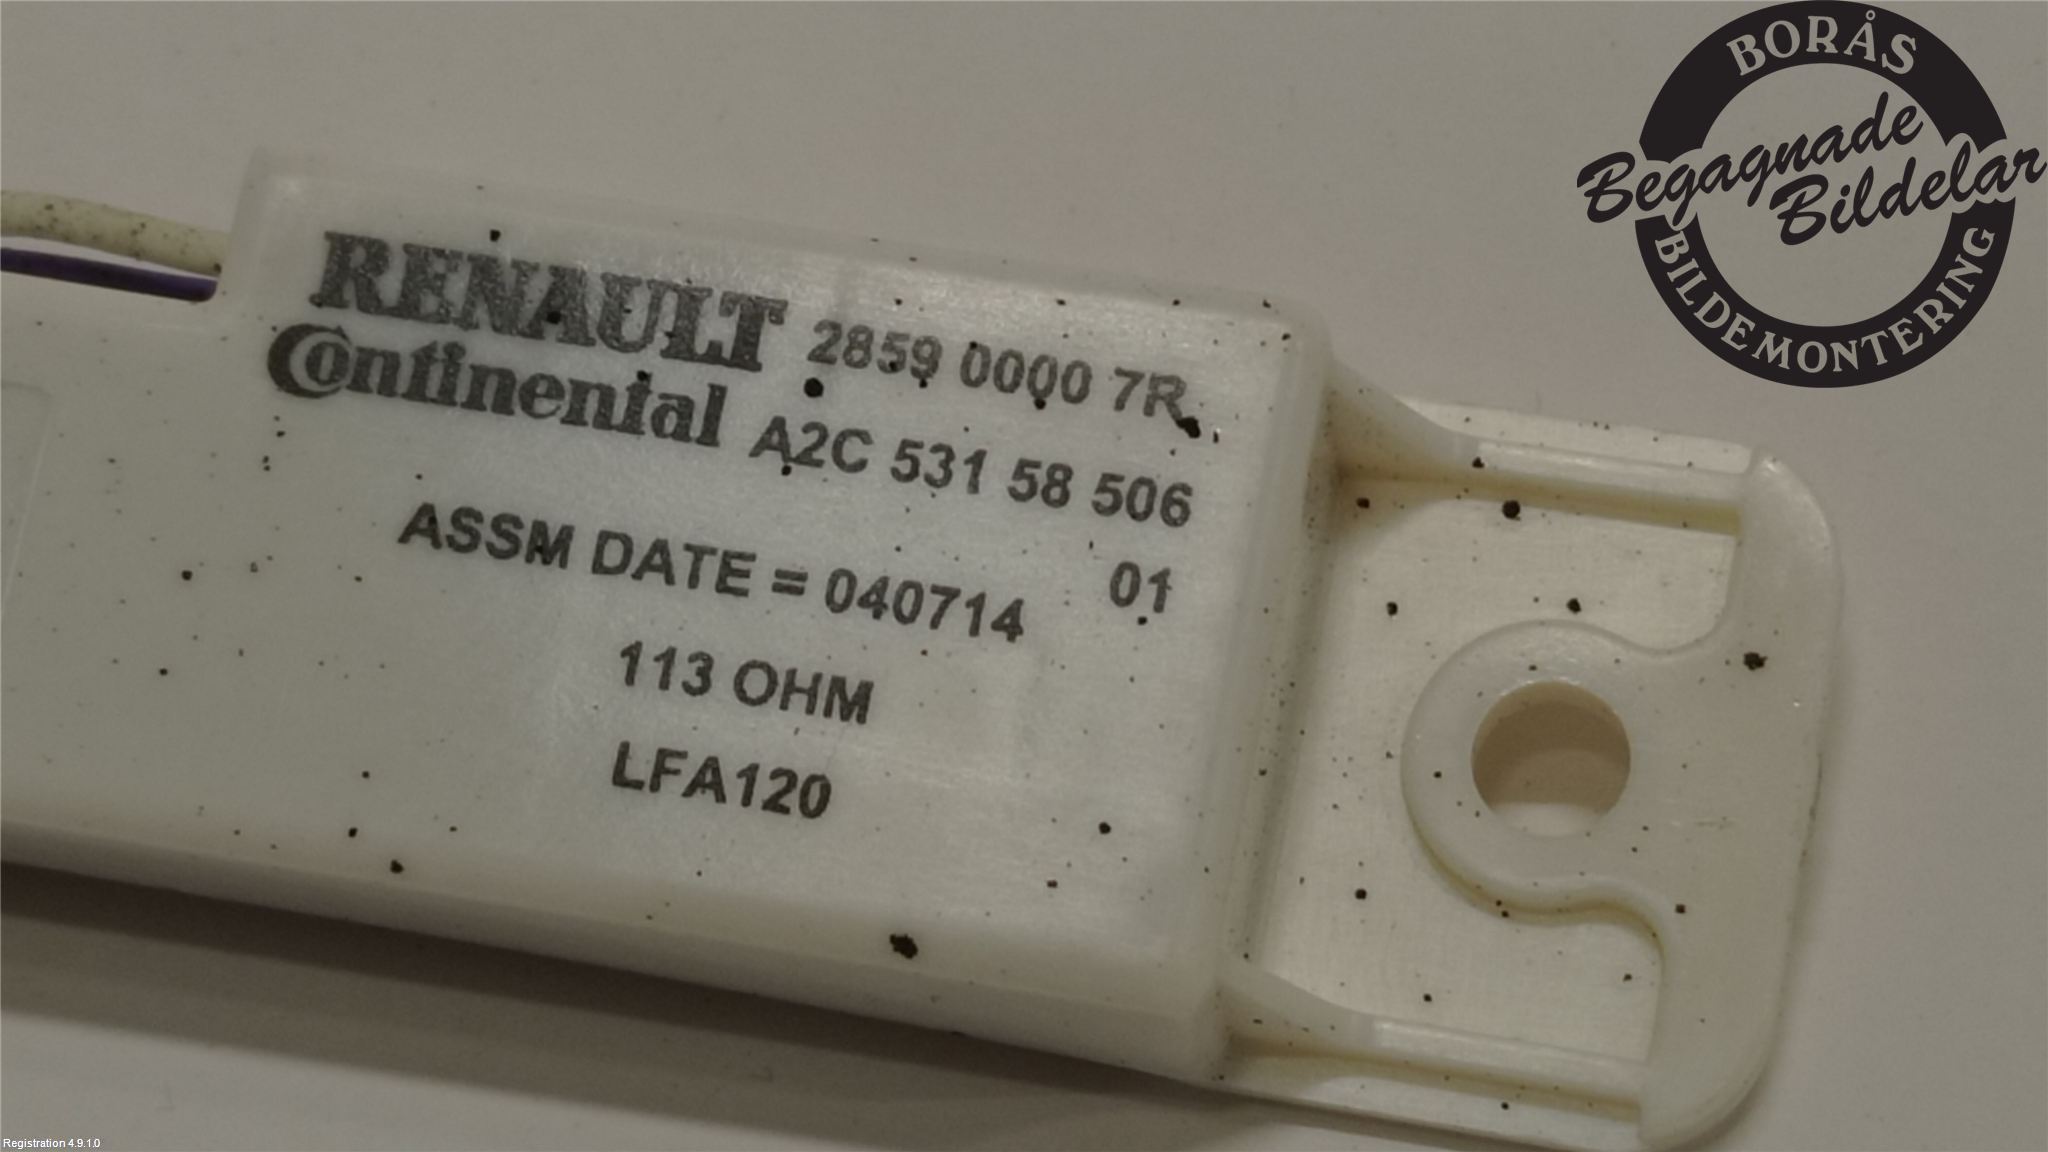 BORÅS
Begagnade
Bildelar
BILDEMONTERING
RENAULT 2859 0000 7R
Continental A2C 531 58 506
01
ASSM DATE = 040714
113 OHM
LFA120
Registration 4.9.1.0